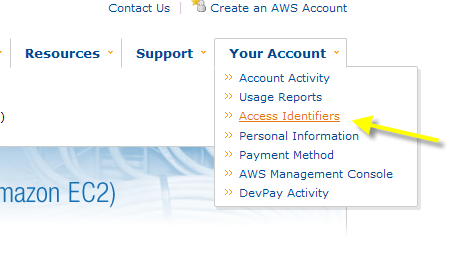 Contact Us | Create an AWS Account
Resources Support Your Account
Account Activity
Usage Reports
)
Access Identifiers
Personal Information
Payment Method
AWS Management Console
mazon EC2)
DevPay Activity